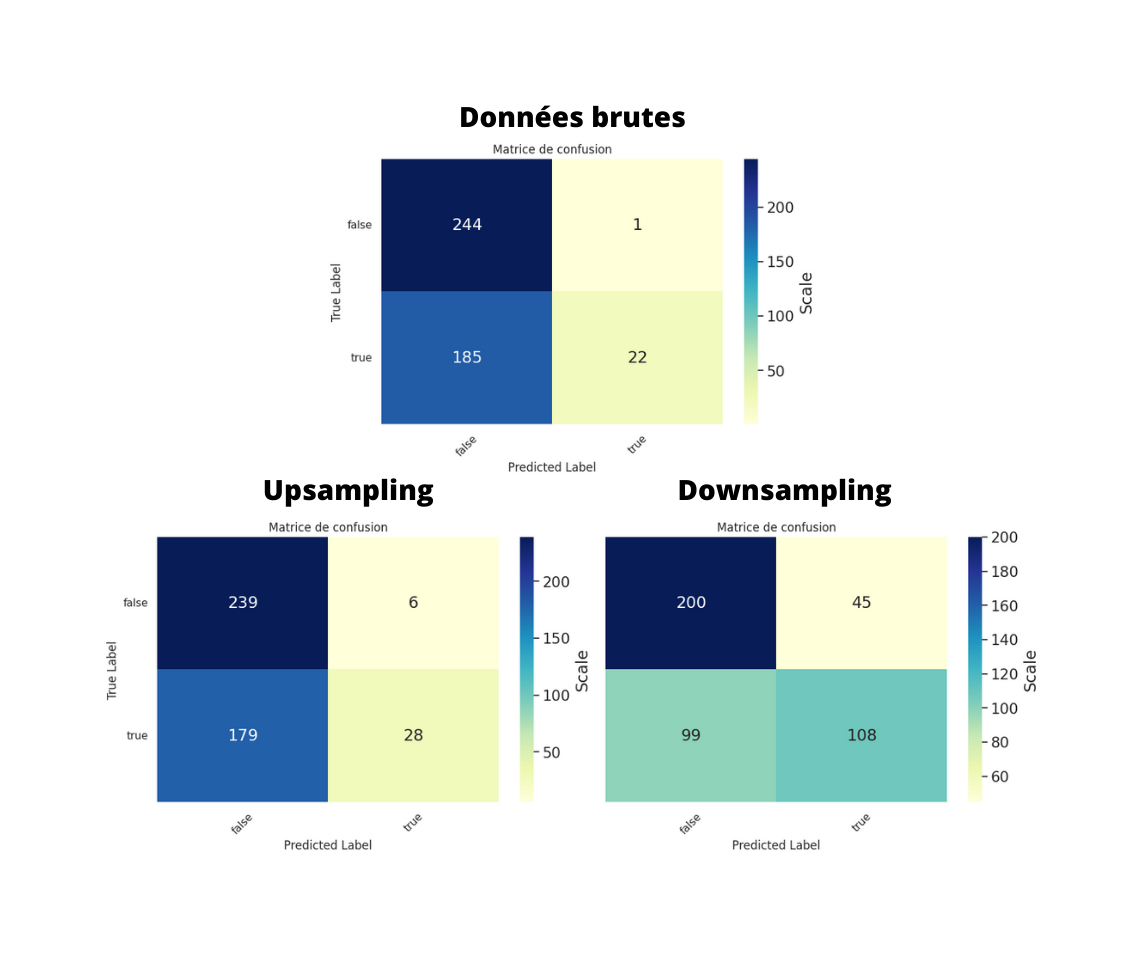 Données brutes
Matrice de confusion
false
244
1
200
150
100
50
Scale
True Label
true
185
22
false
true
Predicted Label
Upsampling
Matrice de confusion
false
239
6
200
150
100
50
Scale
True Label
true
179
28
false
true
Predicted Label
Downsampling
Matrice de confusion
200
45
200
180
160
140
120
100
80
60
Scale
99
108
false
true
Predicted Label